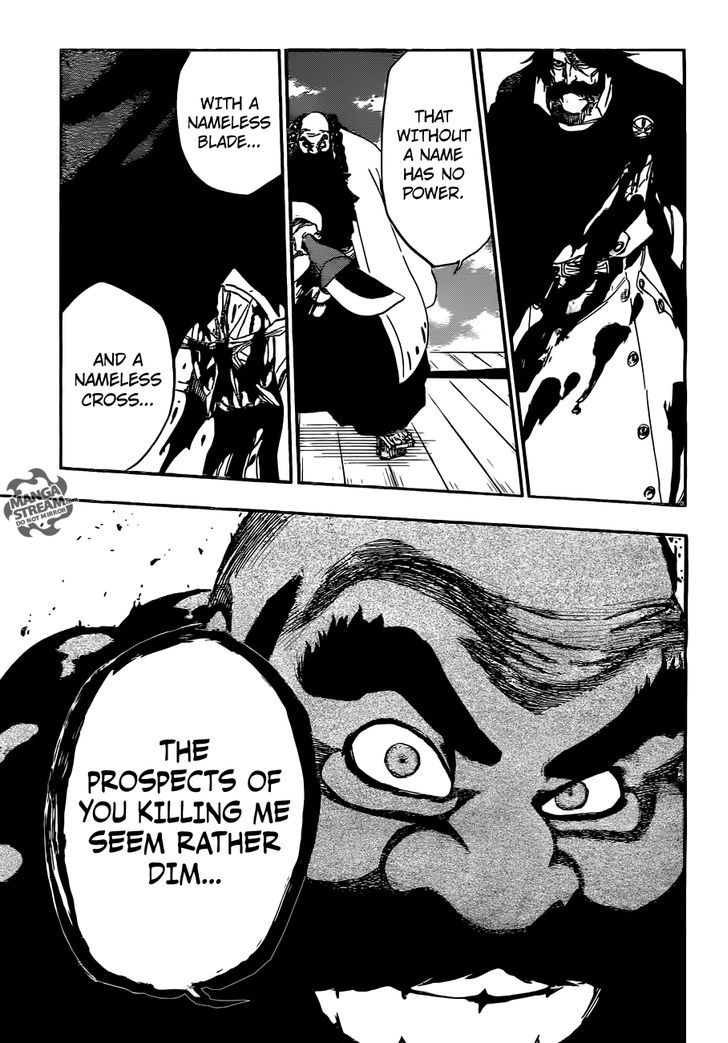 THAT
WITHOUT
A NAME
HAS NO
POWER.
WITH A
NAMELESS
BLADE...
AND A
NAMELESS
CROSS...
MANGA
STREAM.com
DO NOT MIRROR
THE
PROSPECTS OF
YOU KILLING ME
SEEM RATHER
DIM...